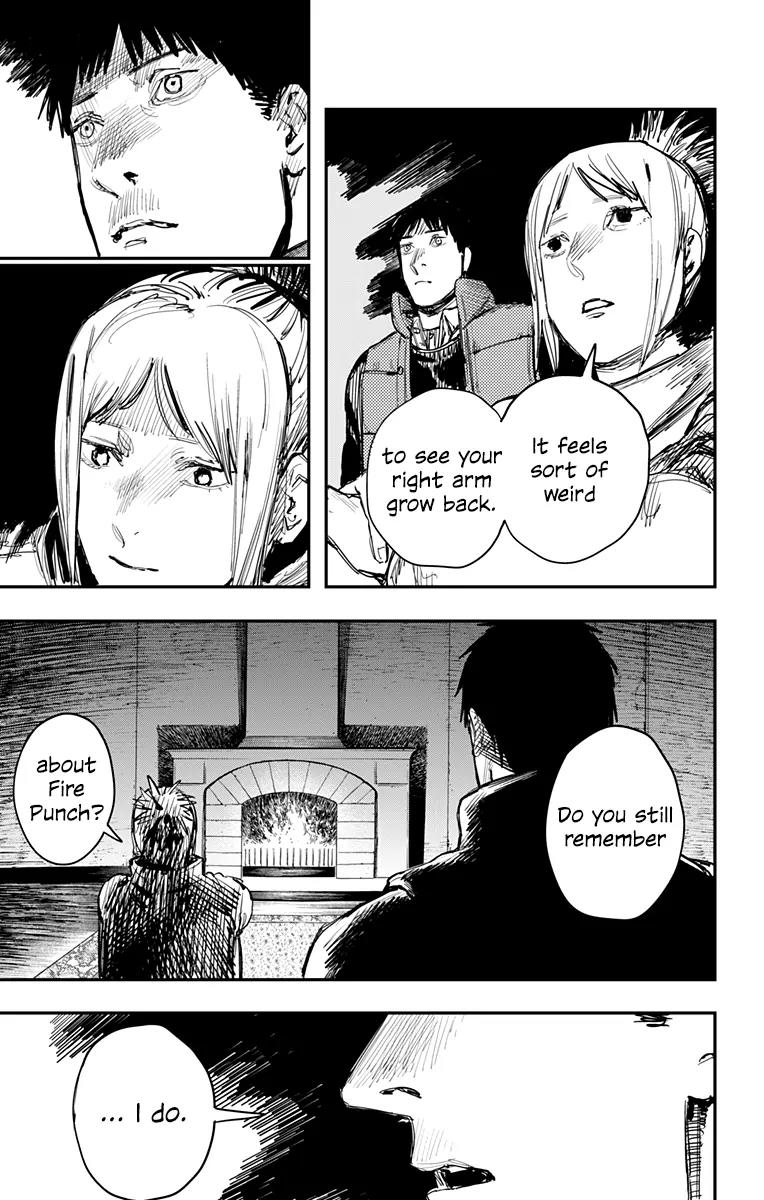 It feels
sort of
weird
to see your
right arm
grow back.
Do you still
remember
about
Fire
Punch?
... I do.